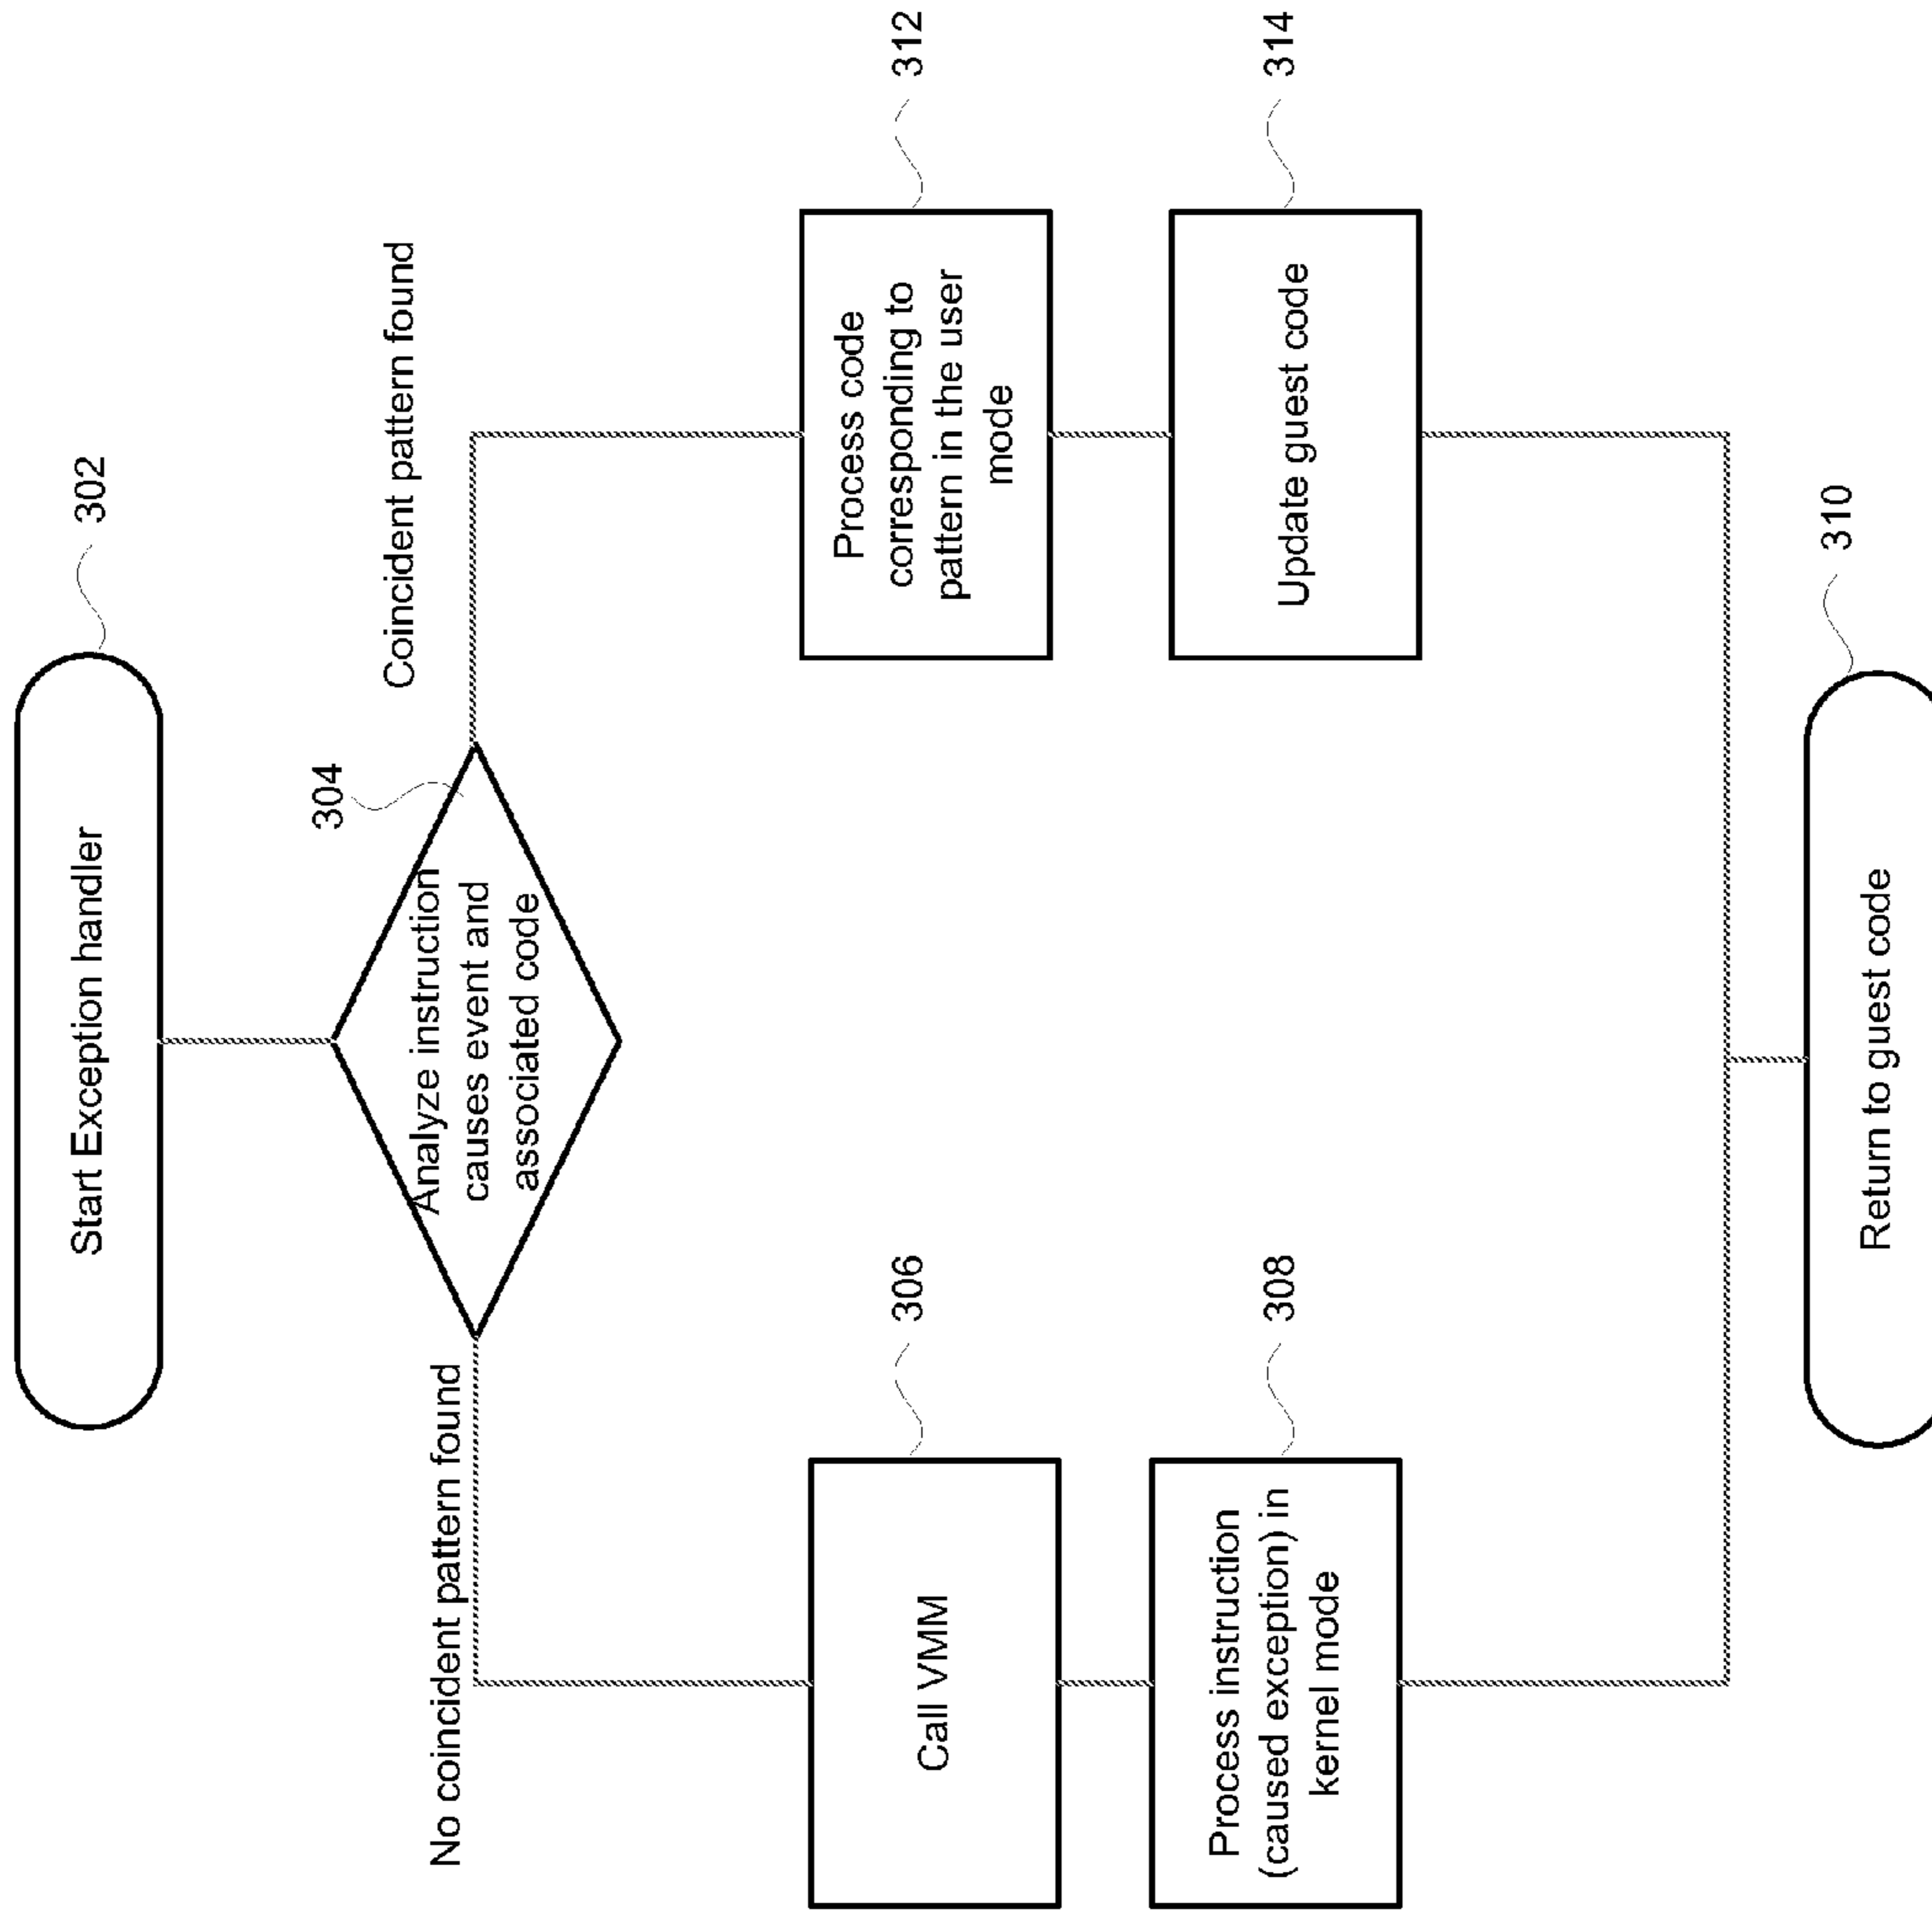 Start Exception handler
302
304
Analyze instruction
causes event and
associated code
No coincident pattern found
Coincident pattern found
Call VMM
306
Process code
corresponding to
pattern in the user
mode
312
Process instruction
(caused exception) in
kernel mode
308
Update guest code
314
Return to guest code
310